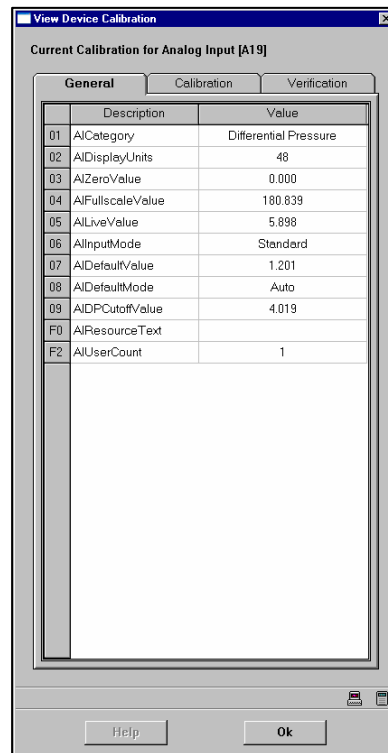 View Device Calibration
Current Calibration for Analog Input [A19]
General Calibration Verification
Description Value
01 AICategory Differential Pressure
02 AIDisplayUnits 48
03 AIZeroValue 0.000
04 AIFullscaleValue 180.839
05 AILiveValue 5.898
06 AIInputMode Standard
07 AIDefaultValue 1.201
08 AIDefaultMode Auto
09 AIDPCutoffValue 4.019
F0 AIResourceText
F2 AIUserCount 1
Help Ok